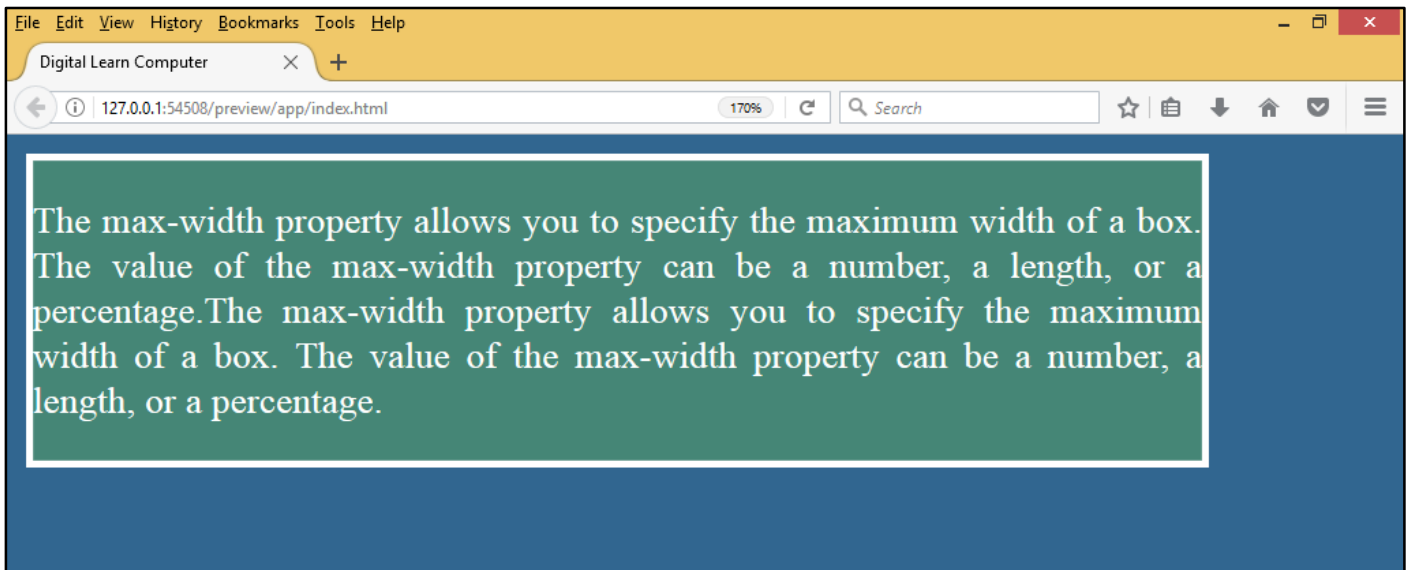 File Edit View History Bookmarks Tools Help
Digital Learn Computer
127.0.0.1:54508/preview/app/index.html 170% Search
The max-width property allows you to specify the maximum width of a box.
The value of the max-width property can be a number, a length, or a
percentage.The max-width property allows you to specify the maximum
width of a box. The value of the max-width property can be a number, a
length, or a percentage.